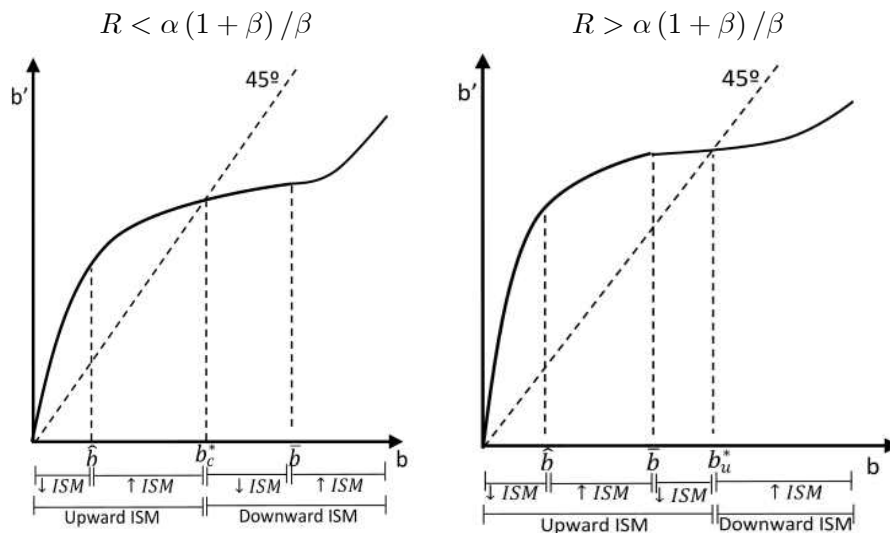 R < α (1 + β) /β
b'
45º
b̂
b*c
b̄
b
↓ ISM
↑ ISM
↓ ISM
↑ ISM
Upward ISM
Downward ISM
R > α (1 + β) /β
b'
45º
b̂
b̄
b*u
b
↓ ISM
↑ ISM
↓ ISM
↑ ISM
Upward ISM
Downward ISM